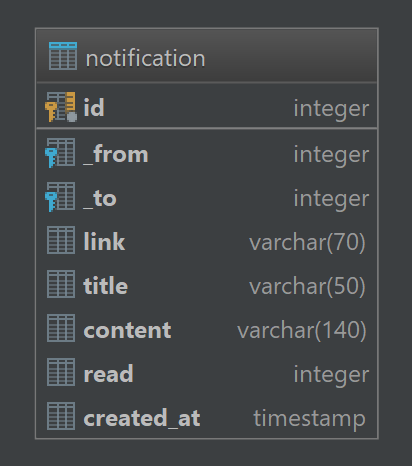 notification
id integer
_from integer
_to integer
link varchar(70)
title varchar(50)
content varchar(140)
read integer
created_at timestamp